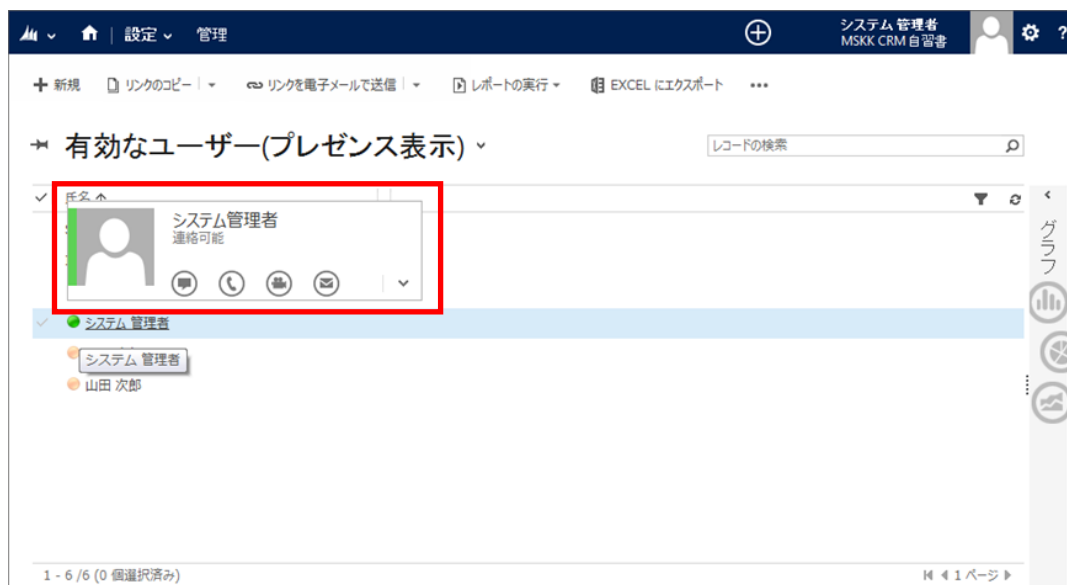 設定 管理
システム 管理者
MSKK CRM 自習書
?
新規 リンクのコピー リンクを電子メールで送信 レポートの実行 EXCEL にエクスポート
有効なユーザー(プレゼンス表示)
レコードの検索
氏名
システム管理者
連絡可能
グラフ
システム 管理者
システム 管理者
山田 次郎
1 - 6 /6 (0 個選択済み)
1 ページ